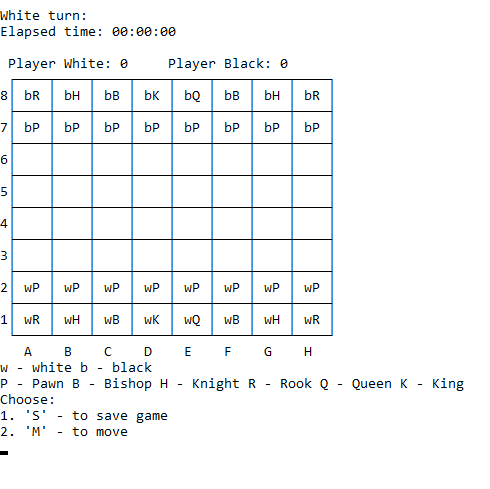 White turn:
Elapsed time: 00:00:00
Player White: 0 Player Black: 0
8 bR bH bB bK bQ bB bH bR
7 bP bP bP bP bP bP bP bP
6
5
4
3
2 wP wP wP wP wP wP wP wP
1 wR wH wB wK wQ wB wH wR
A B C D E F G H
w - white b - black
P - Pawn B - Bishop H - Knight R - Rook Q - Queen K - King
Choose:
1. 'S' - to save game
2. 'M' - to move